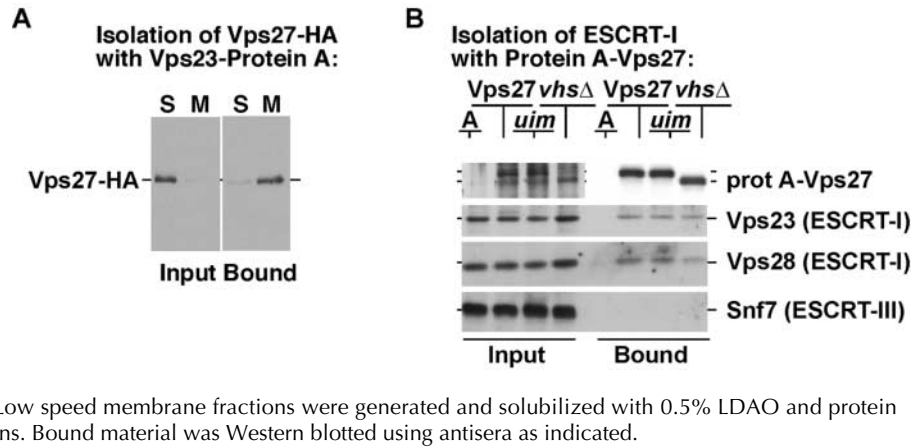 A
Isolation of Vps27-HA
with Vps23-Protein A:
S M S M
Vps27-HA
Input Bound
B
Isolation of ESCRT-I
with Protein A-Vps27:
Vps27 vhsΔ Vps27 vhsΔ
A uim A uim
prot A-Vps27
Vps23 (ESCRT-I)
Vps28 (ESCRT-I)
Snf7 (ESCRT-III)
Input Bound
Low speed membrane fractions were generated and solubilized with 0.5% LDAO and protein
ns. Bound material was Western blotted using antisera as indicated.